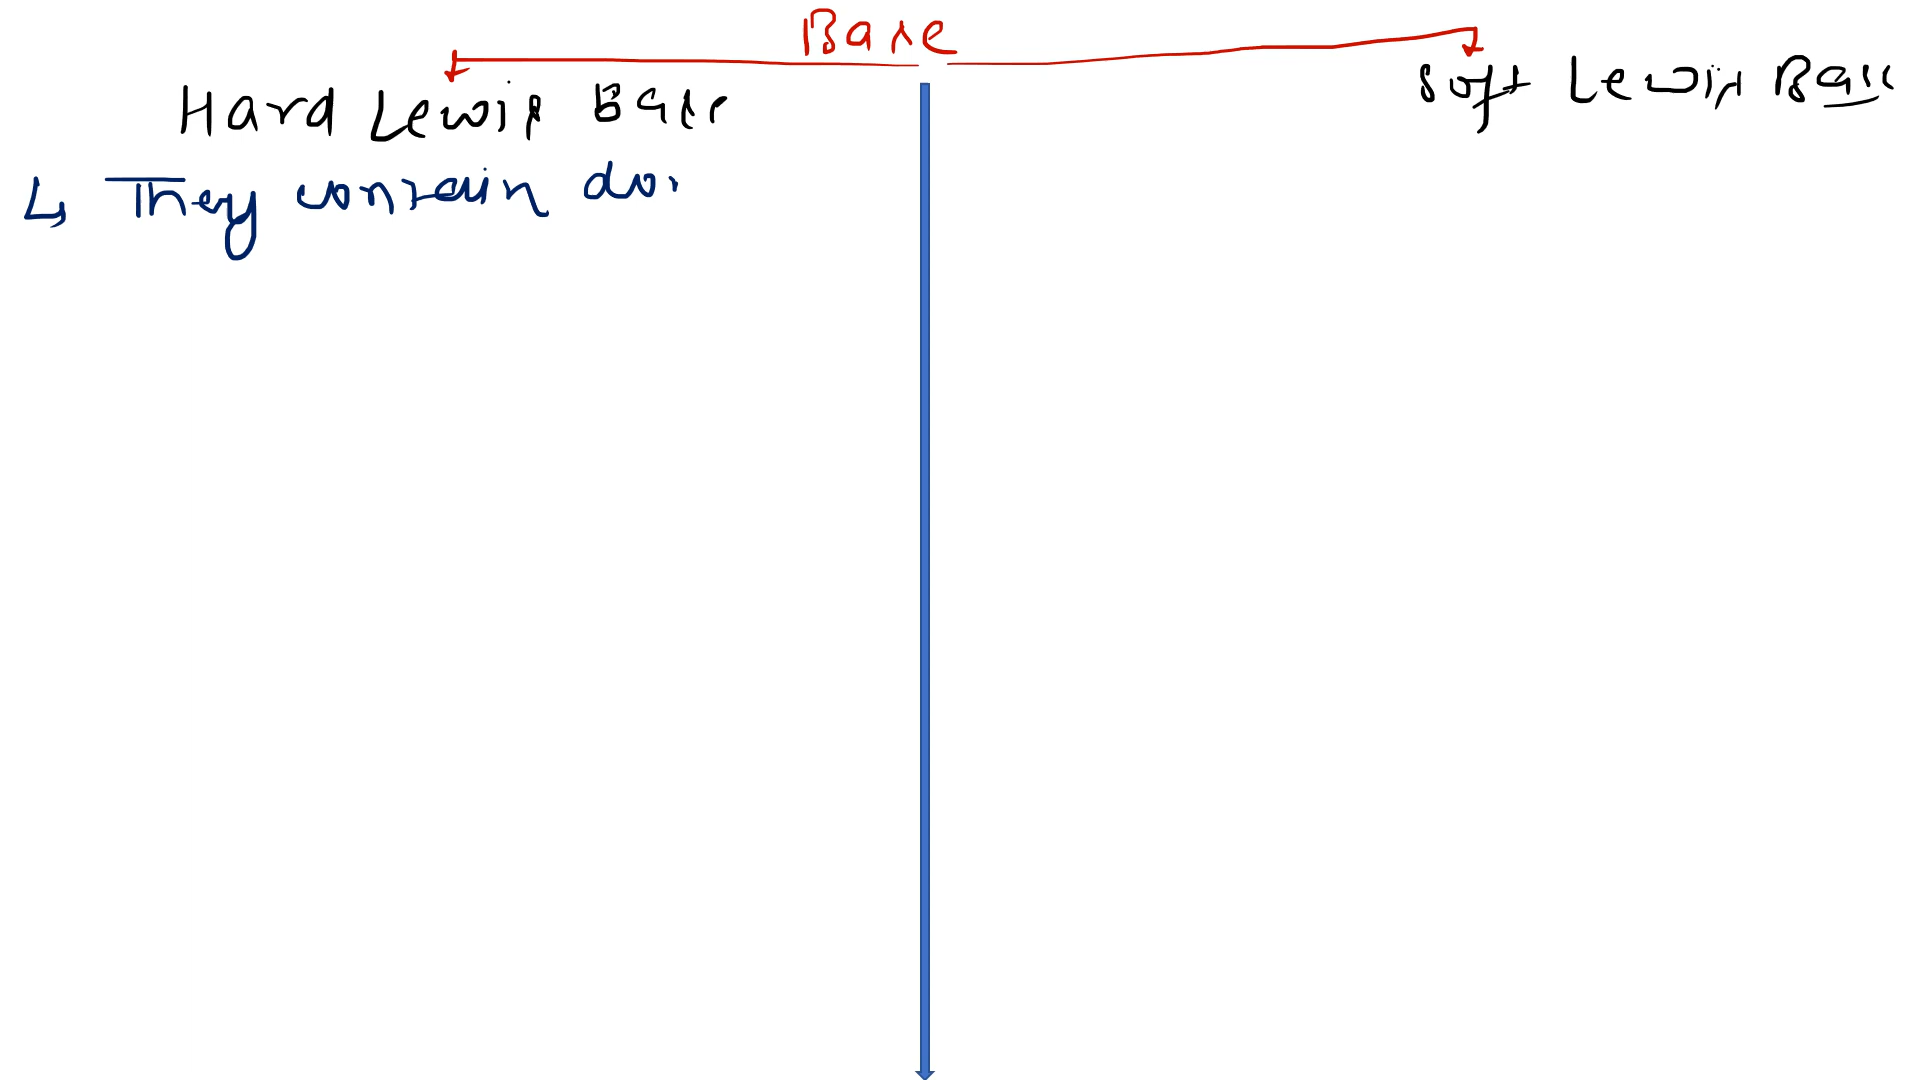 Base
Hard Lewis Base
Soft Lewis Base
↳ They contain do